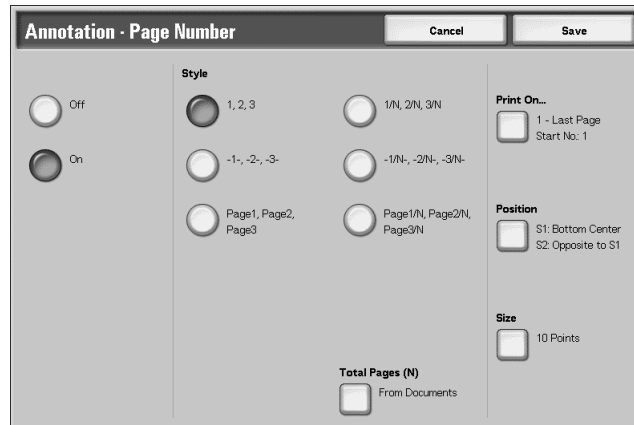 Annotation - Page Number
Cancel
Save
Off
On
Style
1, 2, 3
1/N, 2/N, 3/N
-1-, -2-, -3-
-1/N-, -2/N-, -3/N-
Page1, Page2,
Page3
Page1/N, Page2/N,
Page3/N
Total Pages (N)
From Documents
Print On...
1 - Last Page
Start No.: 1
Position
S1: Bottom Center
S2: Opposite to S1
Size
10 Points